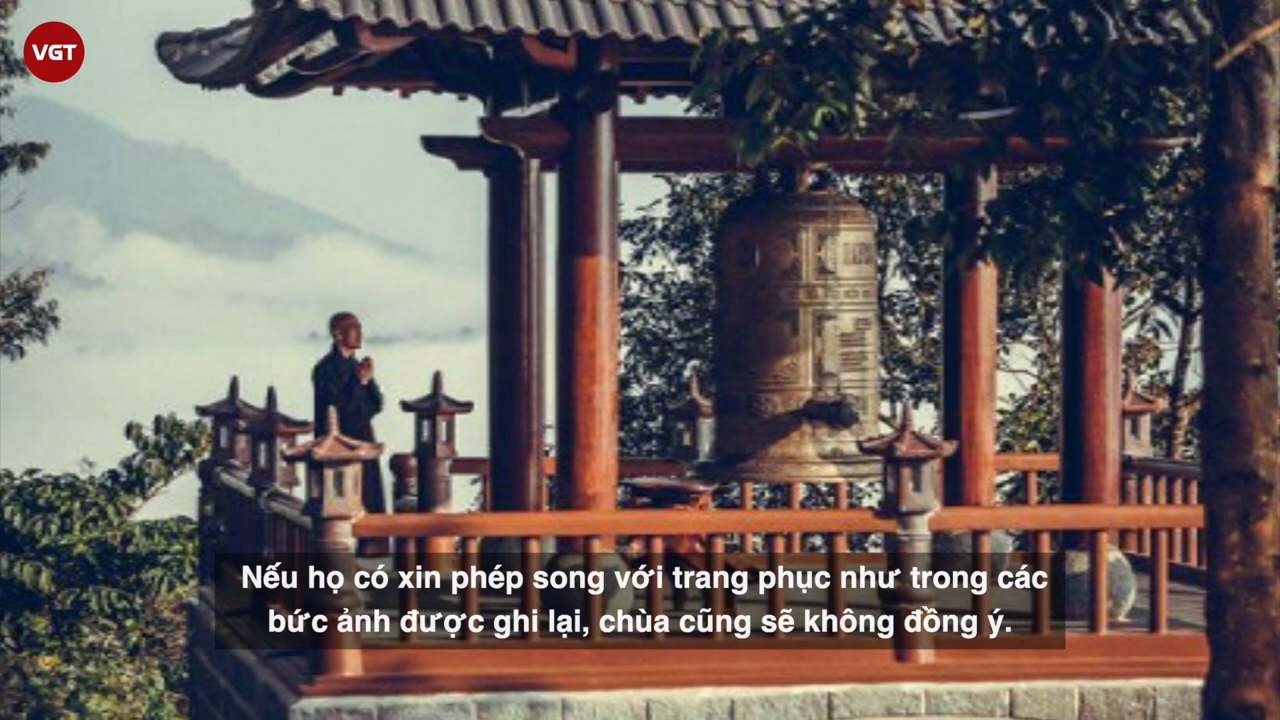 VGT
Nếu họ có xin phép song với trang phục như trong các
bức ảnh được ghi lại, chùa cũng sẽ không đồng ý.